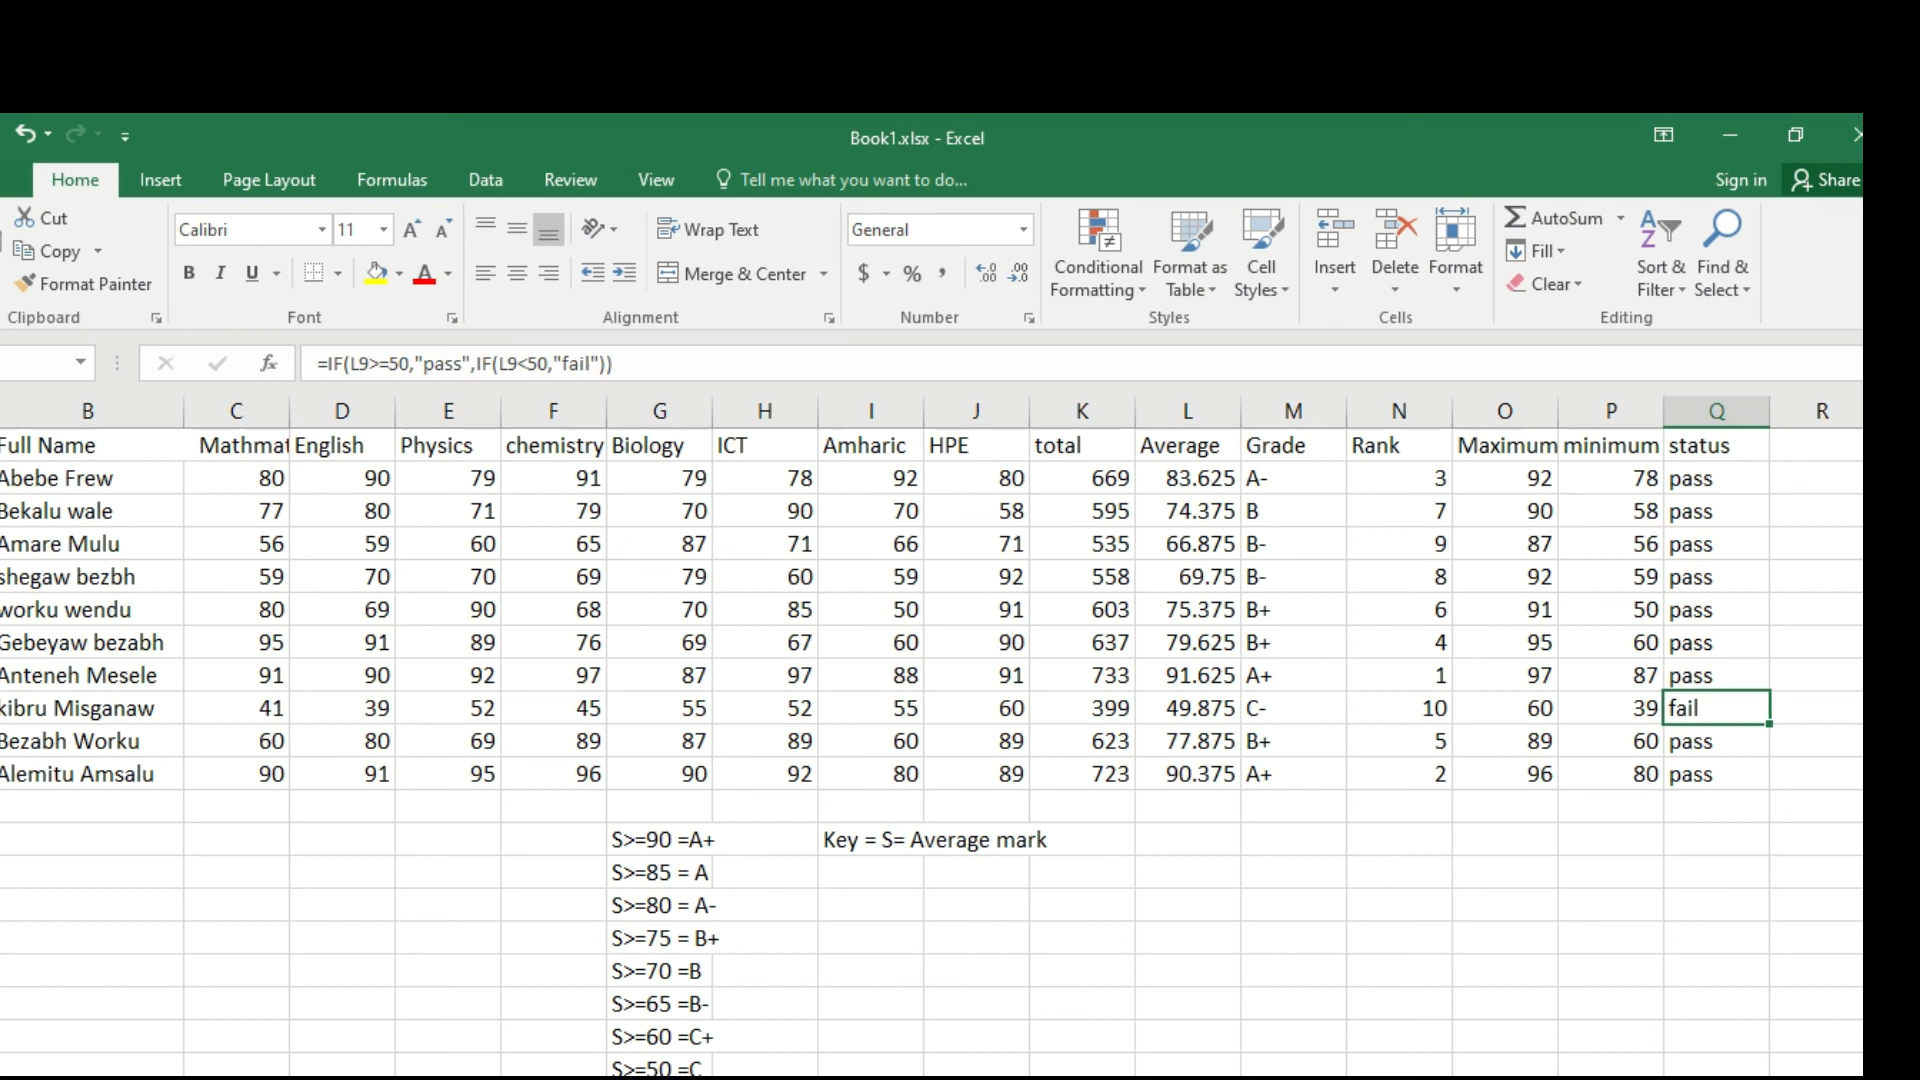 Book1.xlsx - Excel
Home Insert Page Layout Formulas Data Review View Tell me what you want to do... Sign in Share
Cut
Copy
Format Painter
Clipboard
Calibri 11
B I U A
Font
Wrap Text
Merge & Center
Alignment
General
$ % ,
Number
Conditional Formatting
Format as Table
Cell Styles
Styles
Insert Delete Format
Cells
AutoSum
Fill
Clear
Sort & Filter
Find & Select
Editing
fx =IF(L9>=50,"pass",IF(L9<50,"fail"))
B C D E F G H I J K L M N O P Q R
Full Name Mathmat English Physics chemistry Biology ICT Amharic HPE total Average Grade Rank Maximum minimum status
Abebe Frew 80 90 79 91 79 78 92 80 669 83.625 A- 3 92 78 pass
Bekalu wale 77 80 71 79 70 90 70 58 595 74.375 B 7 90 58 pass
Amare Mulu 56 59 60 65 87 71 66 71 535 66.875 B- 9 87 56 pass
shegaw bezbh 59 70 70 69 79 60 59 92 558 69.75 B- 8 92 59 pass
worku wendu 80 69 90 68 70 85 50 91 603 75.375 B+ 6 91 50 pass
Gebeyaw bezabh 95 91 89 76 69 67 60 90 637 79.625 B+ 4 95 60 pass
Anteneh Mesele 91 90 92 97 87 97 88 91 733 91.625 A+ 1 97 87 pass
kibru Misganaw 41 39 52 45 55 52 55 60 399 49.875 C- 10 60 39 fail
Bezabh Worku 60 80 69 89 87 89 60 89 623 77.875 B+ 5 89 60 pass
Alemitu Amsalu 90 91 95 96 90 92 80 89 723 90.375 A+ 2 96 80 pass
S>=90 =A+ Key = S= Average mark
S>=85 = A
S>=80 = A-
S>=75 = B+
S>=70 =B
S>=65 =B-
S>=60 =C+
S>=50 =C